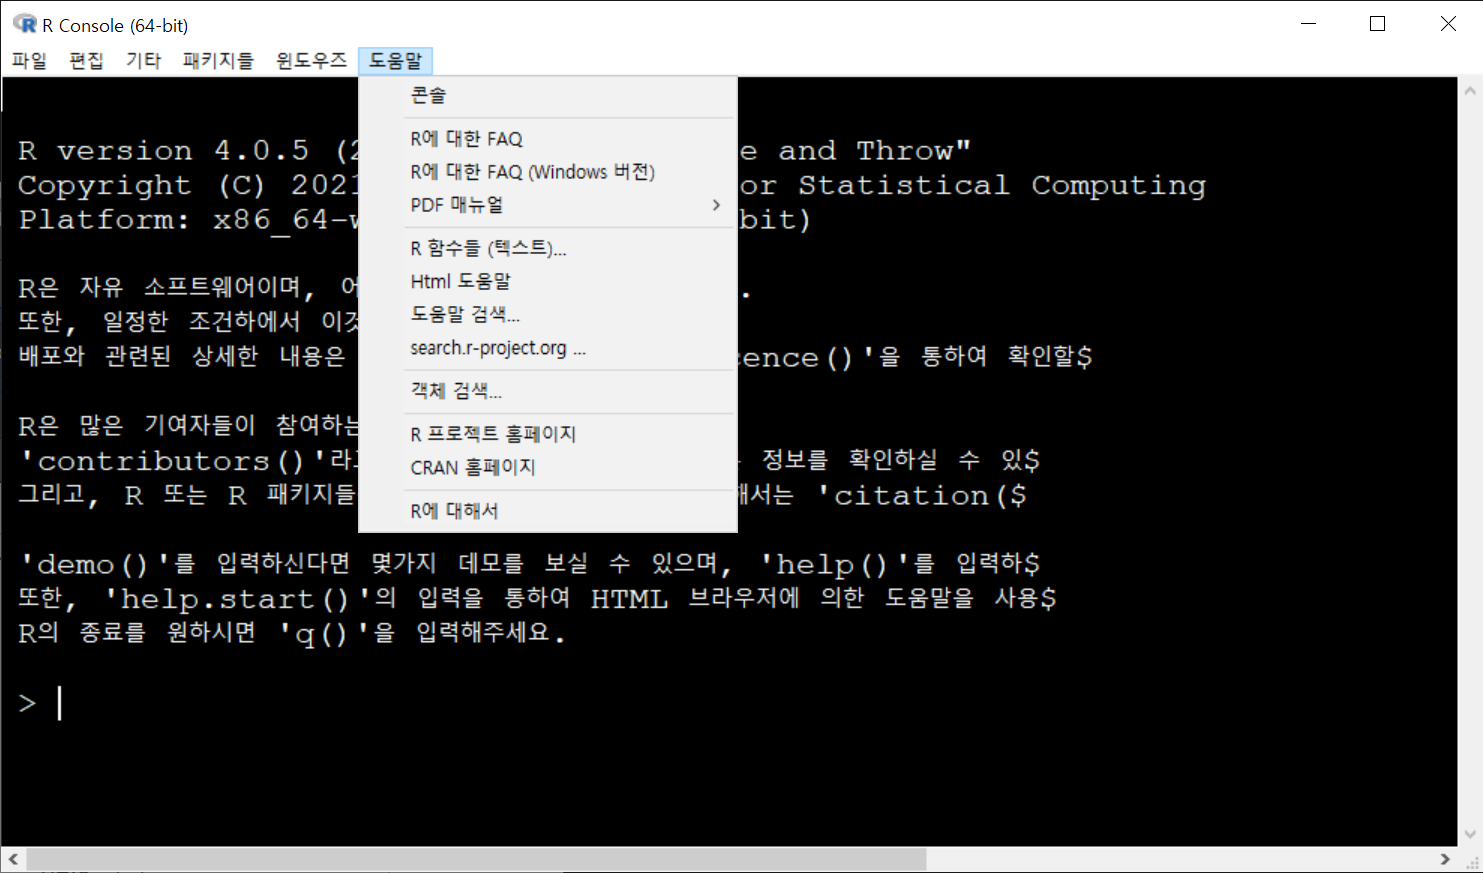 R Console (64-bit)
파일 편집 기타 패키지들 윈도우즈 도움말
콘솔
R에 대한 FAQ
R에 대한 FAQ (Windows 버전)
PDF 매뉴얼
R 함수들 (텍스트)...
Html 도움말
도움말 검색...
search.r-project.org ...
객체 검색...
R 프로젝트 홈페이지
CRAN 홈페이지
R에 대해서
R version 4.0.5 (2 e and Throw"
Copyright (C) 2021 or Statistical Computing
Platform: x86_64-w bit)
R은 자유 소프트웨어이며, 어 .
또한, 일정한 조건하에서 이것
배포와 관련된 상세한 내용은 cence()'을 통하여 확인할$
R은 많은 기여자들이 참여하는
'contributors()'라고 정보를 확인하실 수 있$
그리고, R 또는 R 패키지들 해서는 'citation($
'demo()'를 입력하신다면 몇가지 데모를 보실 수 있으며, 'help()'를 입력하$
또한, 'help.start()'의 입력을 통하여 HTML 브라우저에 의한 도움말을 사용$
R의 종료를 원하시면 'q()'을 입력해주세요.
>